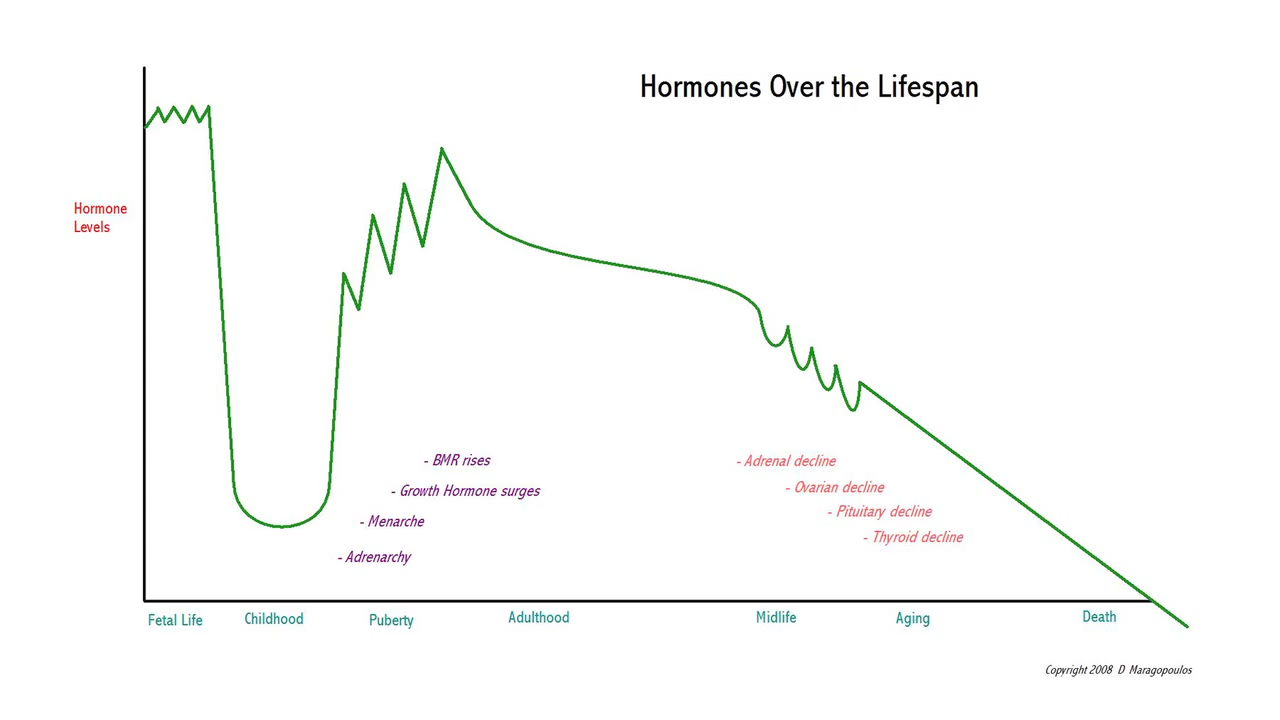 Hormones Over the Lifespan
Hormone
Levels
- BMR rises
- Growth Hormone surges
- Menarche
- Adrenarchy
- Adrenal decline
- Ovarian decline
- Pituitary decline
- Thyroid decline
Fetal Life
Childhood
Puberty
Adulthood
Midlife
Aging
Death
Copyright 2008 D Maragopoulos